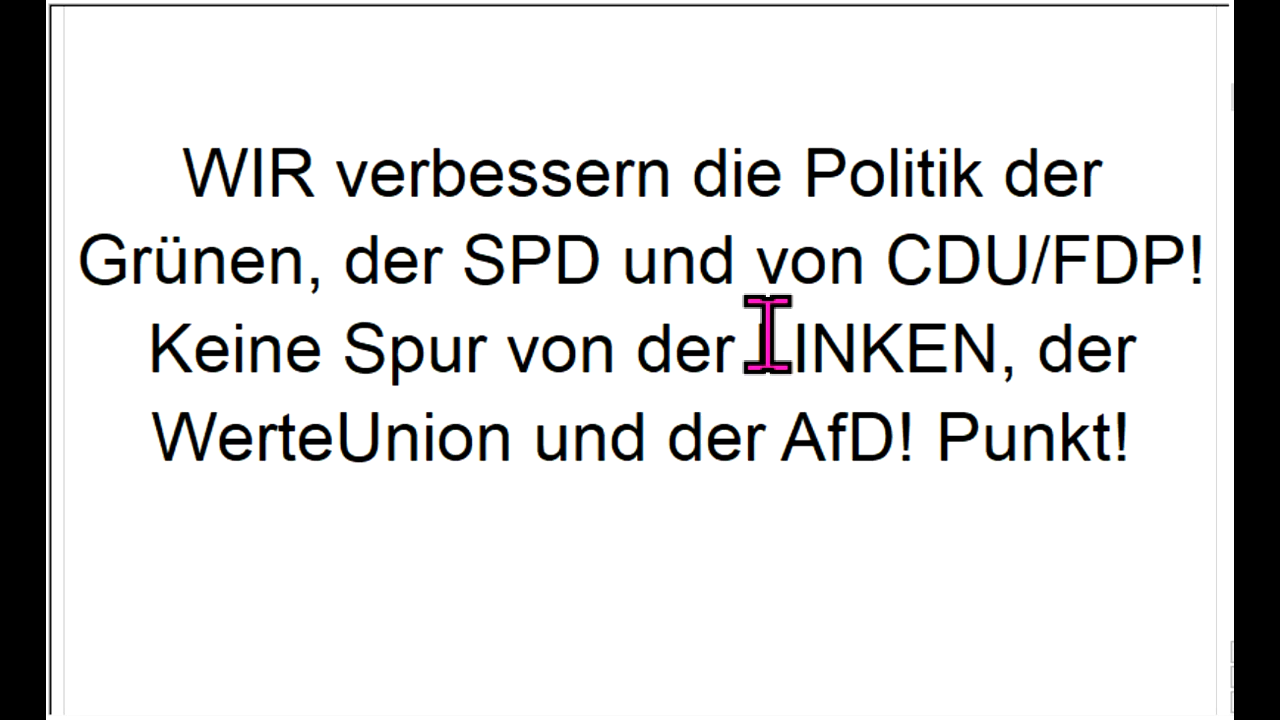 WIR verbessern die Politik der
Grünen, der SPD und von CDU/FDP!
Keine Spur von der LINKEN, der
WerteUnion und der AfD! Punkt!